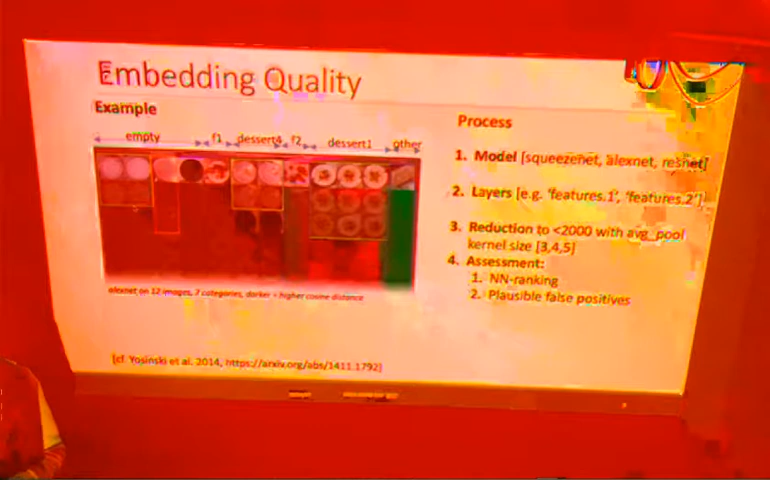 Embedding Quality
Example
empty f1 dessert4 f2 dessert1 other
alexnet on 12 images, 7 categories, darker = higher cosine distance
[cf. Yosinski et al. 2014, https://arxiv.org/abs/1411.1792]
Process
1. Model [squeezenet, alexnet, resnet]
2. Layers [e.g. 'features.1', 'features.2']
3. Reduction to <2000 with avg_pool
kernel size [3,4,5]
4. Assessment:
1. NN-ranking
2. Plausible false positives